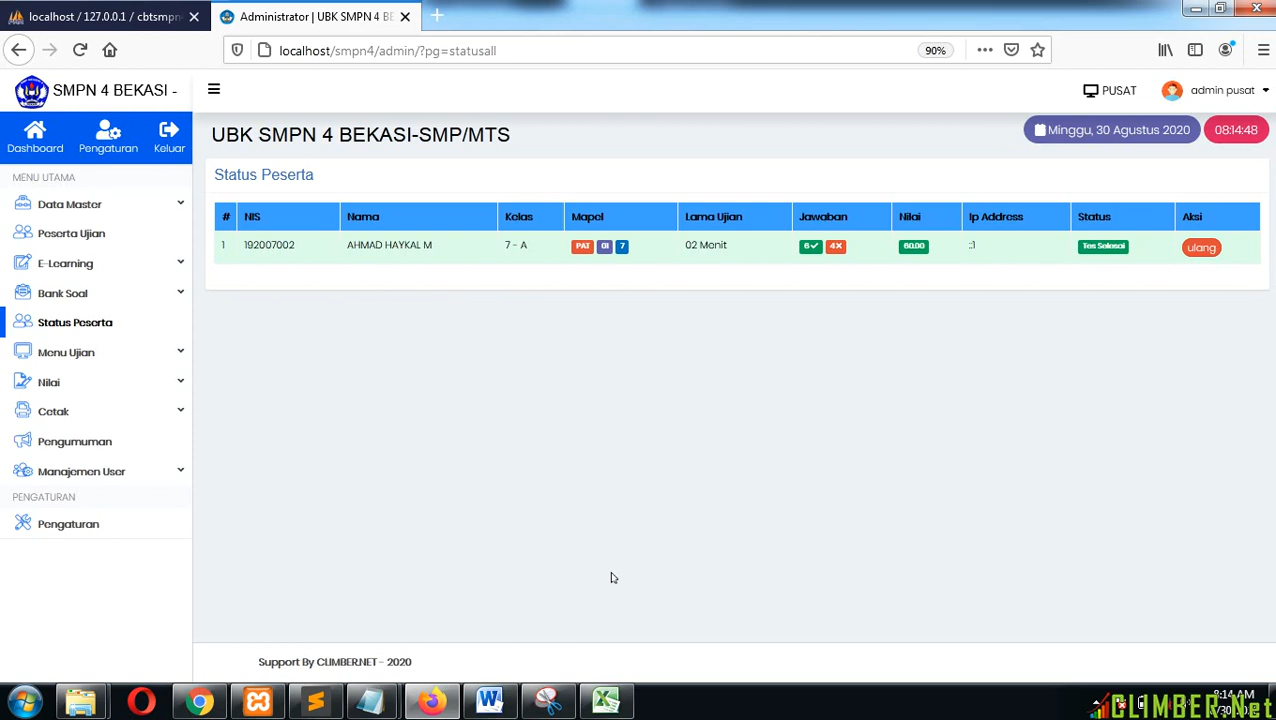 localhost / 127.0.0.1 / cbtsmpn
Administrator | UBK SMPN 4 BE
localhost/smpn4/admin/?pg=statusall
90%
SMPN 4 BEKASI -
PUSAT
admin pusat
Dashboard
Pengaturan
Keluar
UBK SMPN 4 BEKASI-SMP/MTS
Minggu, 30 Agustus 2020
08:14:48
MENU UTAMA
Data Master
Peserta Ujian
E-Learning
Bank Soal
Status Peserta
Menu Ujian
Nilai
Cetak
Pengumuman
Manajemen User
PENGATURAN
Pengaturan
Status Peserta
# NIS Nama Kelas Mapel Lama Ujian Jawaban Nilai Ip Address Status Aksi
1 192007002 AHMAD HAYKAL M 7 - A PAT 01 7 02 Menit 6 4 60.00 ::1 Tes Selesai ulang
Support By CLIMBER.NET - 2020
8:14 AM
CLIMBER.Net